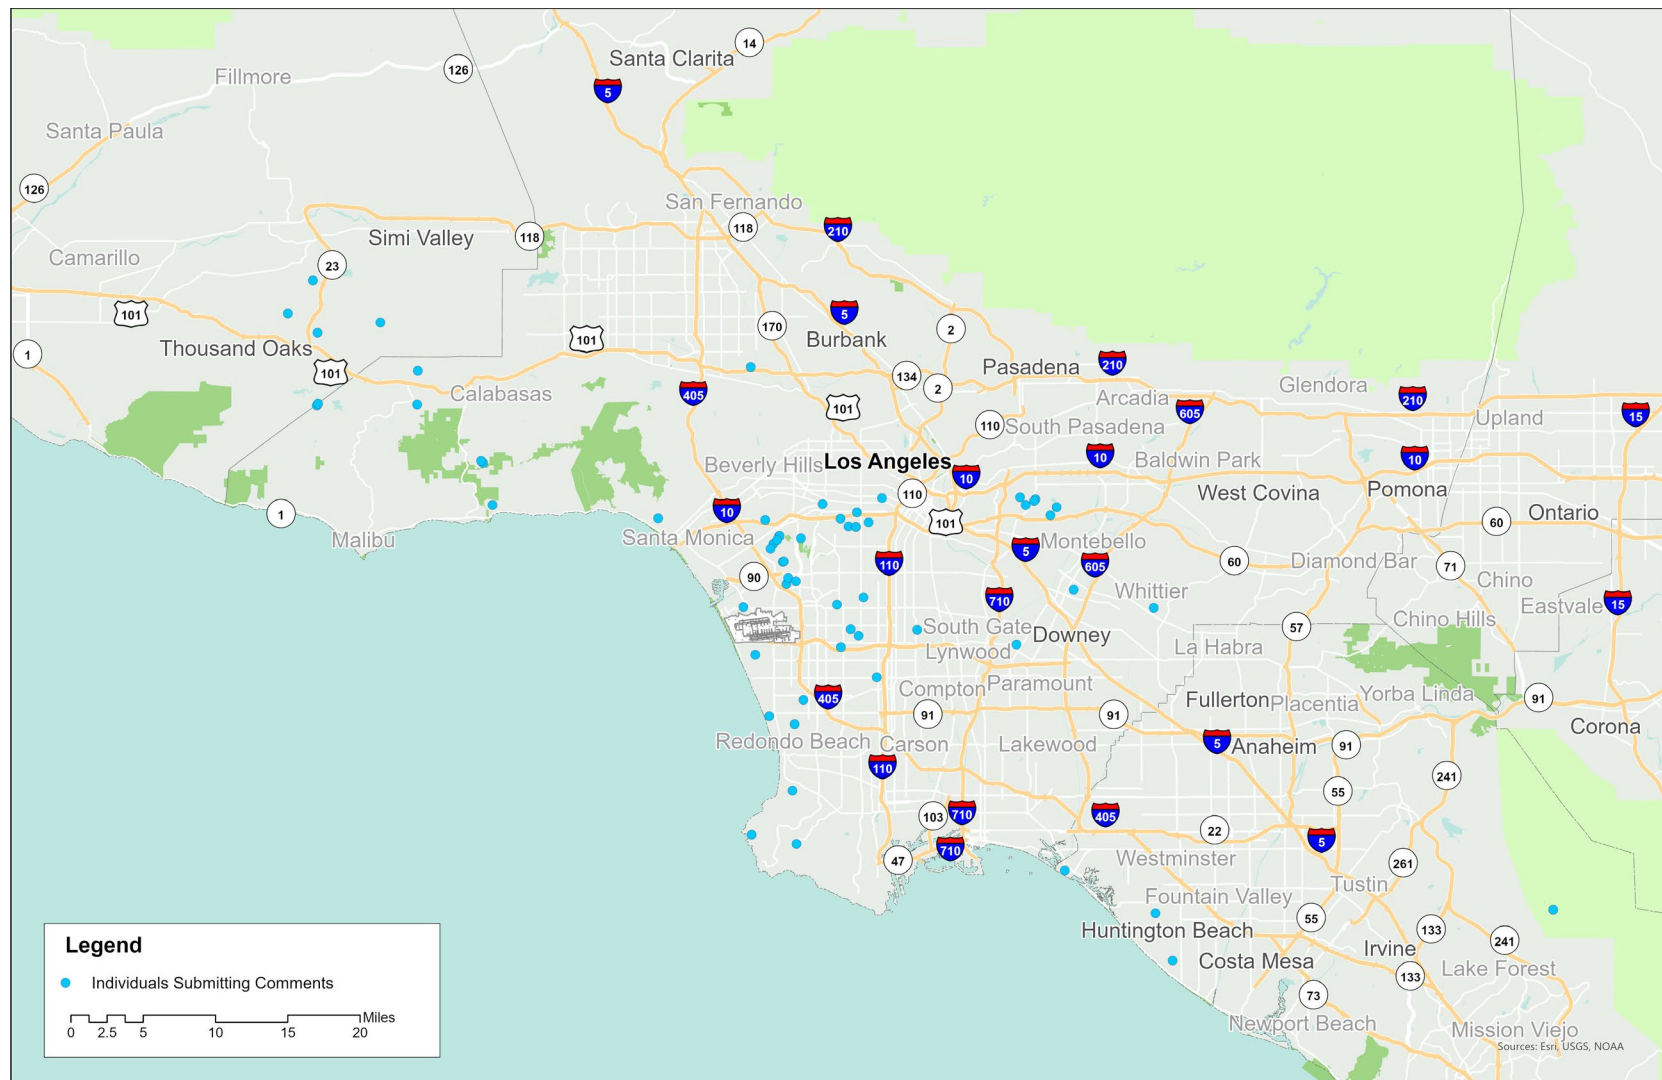 14
Santa Clarita
126
Fillmore
5
Santa Paula
126
San Fernando
118
210
118
Simi Valley
Camarillo
23
101
5
170
2
101
Burbank
1
Thousand Oaks
101
Pasadena
210
134
2
405
Calabasas
Glendora
Arcadia
210
101
605
15
Upland
110
South Pasadena
10
10
Baldwin Park
Beverly Hills
Los Angeles
10
West Covina
Pomona
110
10
1
101
60
Ontario
Santa Monica
Malibu
Montebello
5
60
Diamond Bar
110
605
71
90
Chino
Whittier
710
15
Eastvale
Chino Hills
South Gate
57
Downey
La Habra
Lynwood
Compton
Paramount
405
Fullerton
Placentia
Yorba Linda
91
91
91
Corona
Redondo Beach
Carson
Lakewood
5
Anaheim
91
110
241
55
103
710
405
22
5
710
47
Westminster
261
Tustin
Fountain Valley
55
Huntington Beach
133
241
Irvine
Costa Mesa
Lake Forest
133
73
Newport Beach
Mission Viejo
Sources: Esri, USGS, NOAA
Legend
Individuals Submitting Comments
Miles
0 2.5 5 10 15 20